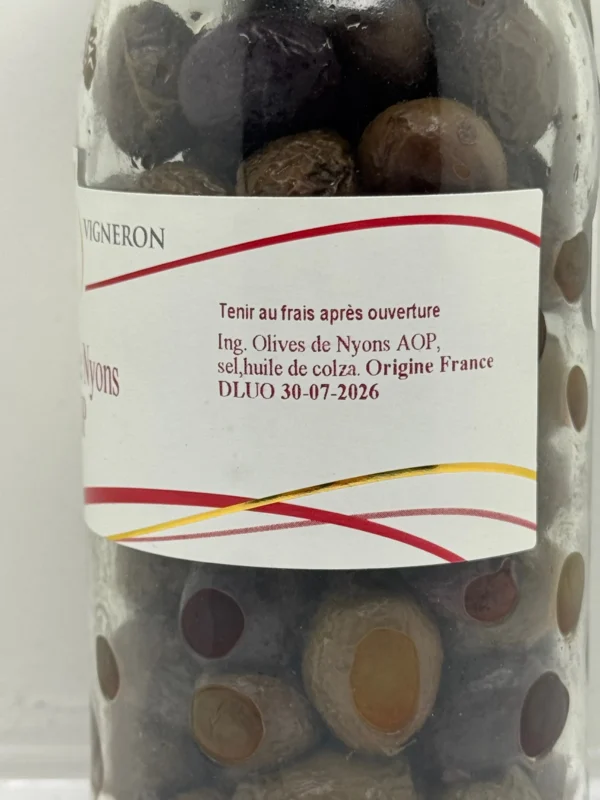 VIGNERON
Tenir au frais après ouverture
Ing. Olives de Nyons AOP,
sel,huile de colza. Origine France
DLUO 30-07-2026
Nyons
P